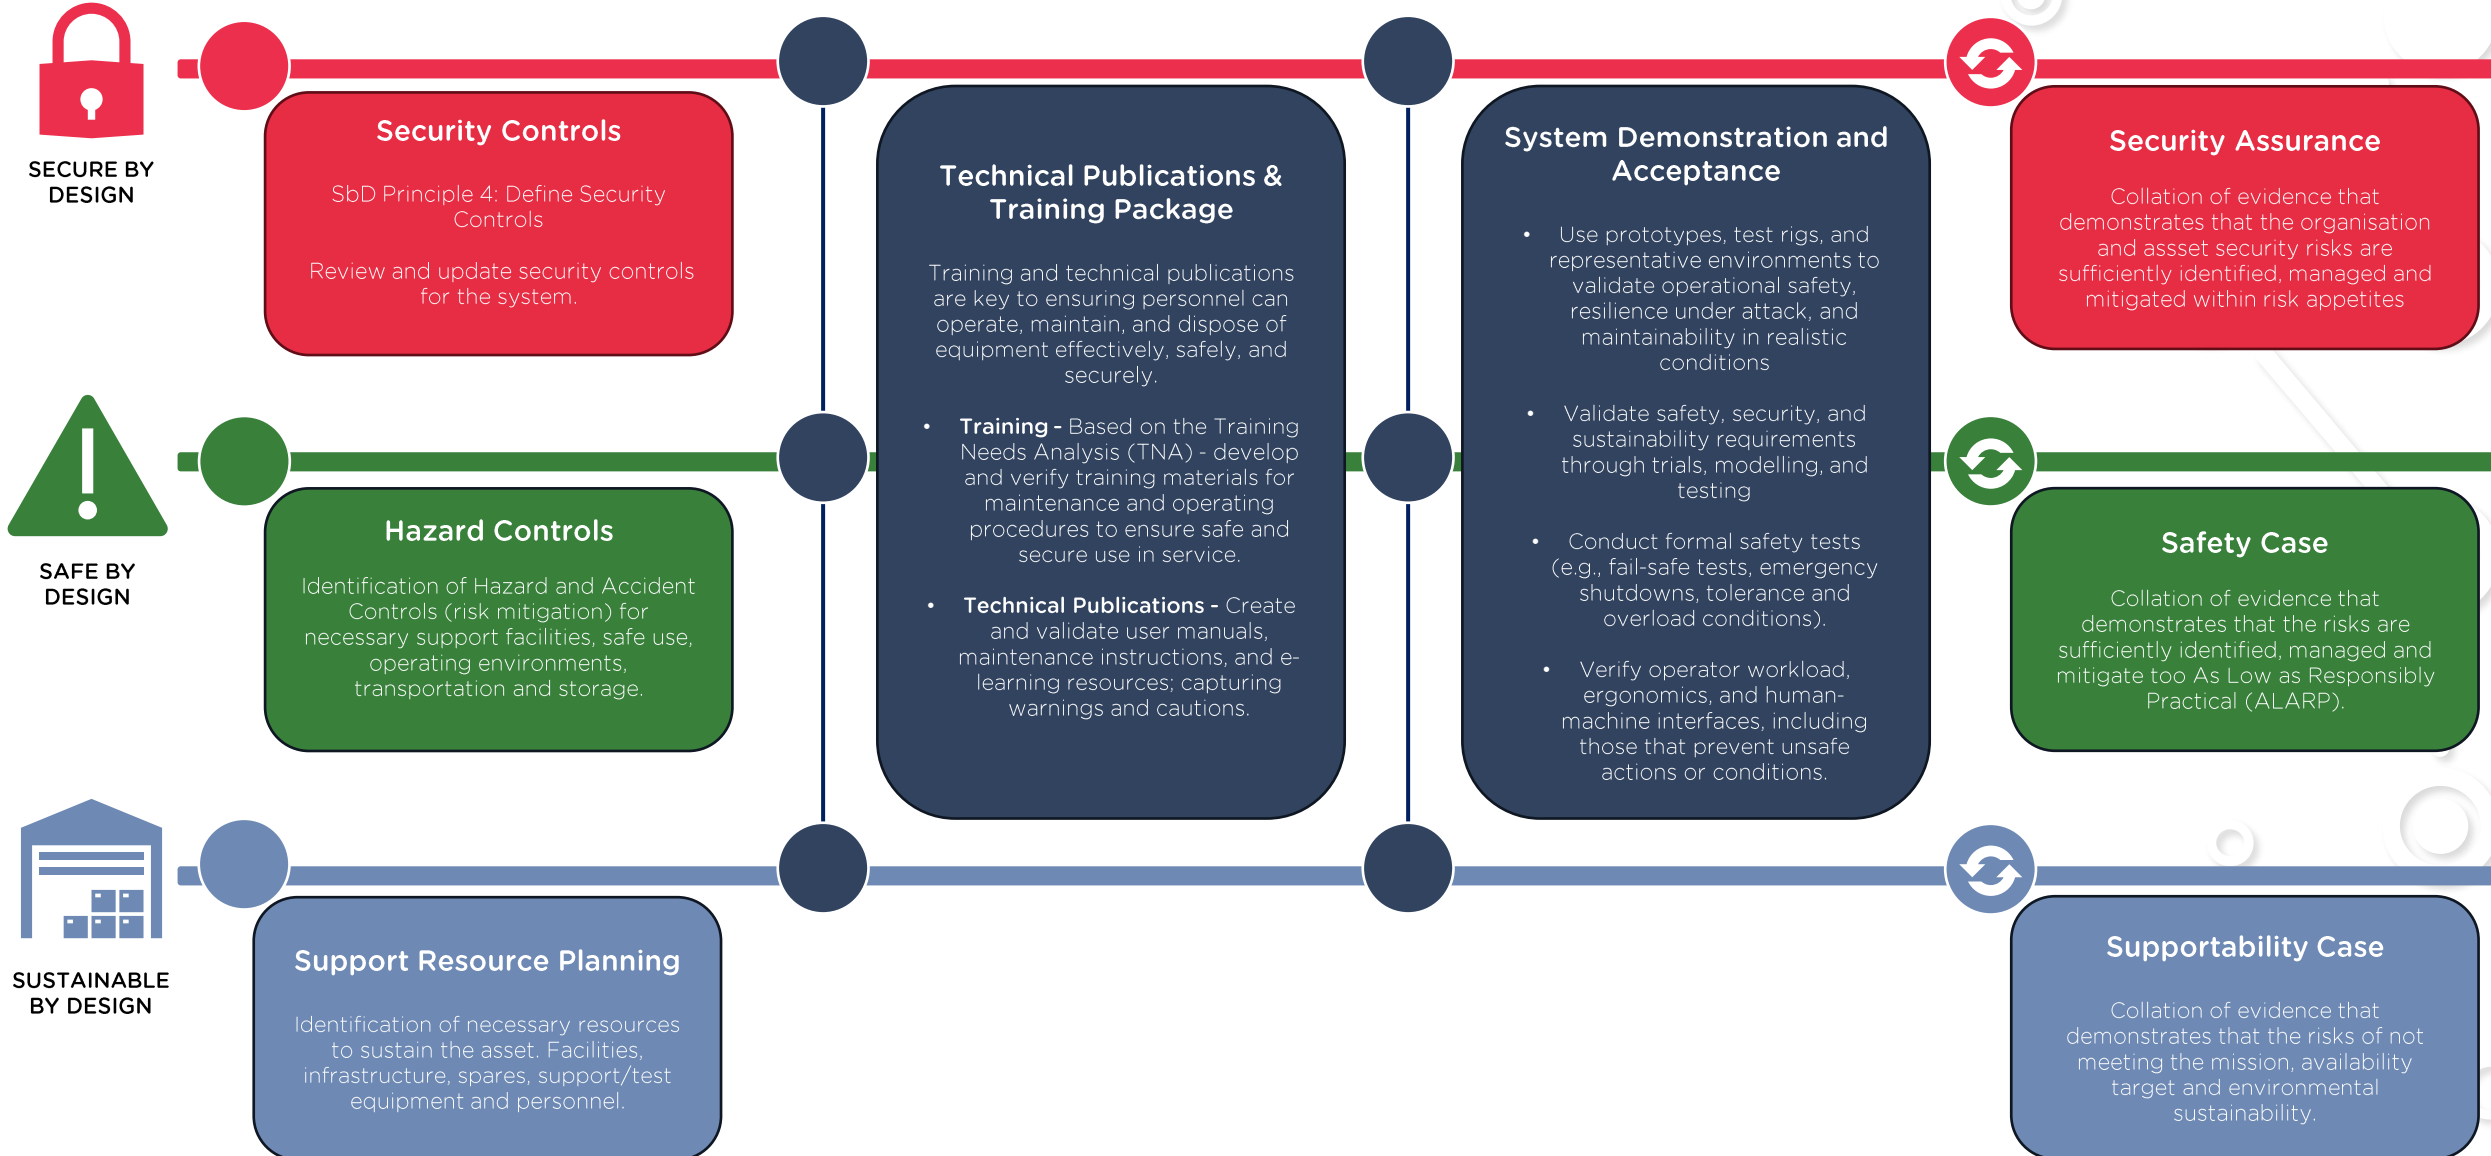 SECURE BY
DESIGN
Security Controls
SbD Principle 4: Define Security
Controls
Review and update security controls
for the system.
Technical Publications &
Training Package
Training and technical publications
are key to ensuring personnel can
operate, maintain, and dispose of
equipment effectively, safely, and
securely.
• Training - Based on the Training
Needs Analysis (TNA) - develop
and verify training materials for
maintenance and operating
procedures to ensure safe and
secure use in service.
• Technical Publications - Create
and validate user manuals,
maintenance instructions, and e-
learning resources; capturing
warnings and cautions.
System Demonstration and
Acceptance
• Use prototypes, test rigs, and
representative environments to
validate operational safety,
resilience under attack, and
maintainability in realistic
conditions
• Validate safety, security, and
sustainability requirements
through trials, modelling, and
testing
• Conduct formal safety tests
(e.g., fail-safe tests, emergency
shutdowns, tolerance and
overload conditions).
• Verify operator workload,
ergonomics, and human-
machine interfaces, including
those that prevent unsafe
actions or conditions.
Security Assurance
Collation of evidence that
demonstrates that the organisation
and assset security risks are
sufficiently identified, managed and
mitigated within risk appetites
SAFE BY
DESIGN
Hazard Controls
Identification of Hazard and Accident
Controls (risk mitigation) for
necessary support facilities, safe use,
operating environments,
transportation and storage.
Safety Case
Collation of evidence that
demonstrates that the risks are
sufficiently identified, managed and
mitigate too As Low as Responsibly
Practical (ALARP).
SUSTAINABLE
BY DESIGN
Support Resource Planning
Identification of necessary resources
to sustain the asset. Facilities,
infrastructure, spares, support/test
equipment and personnel.
Supportability Case
Collation of evidence that
demonstrates that the risks of not
meeting the mission, availability
target and environmental
sustainability.